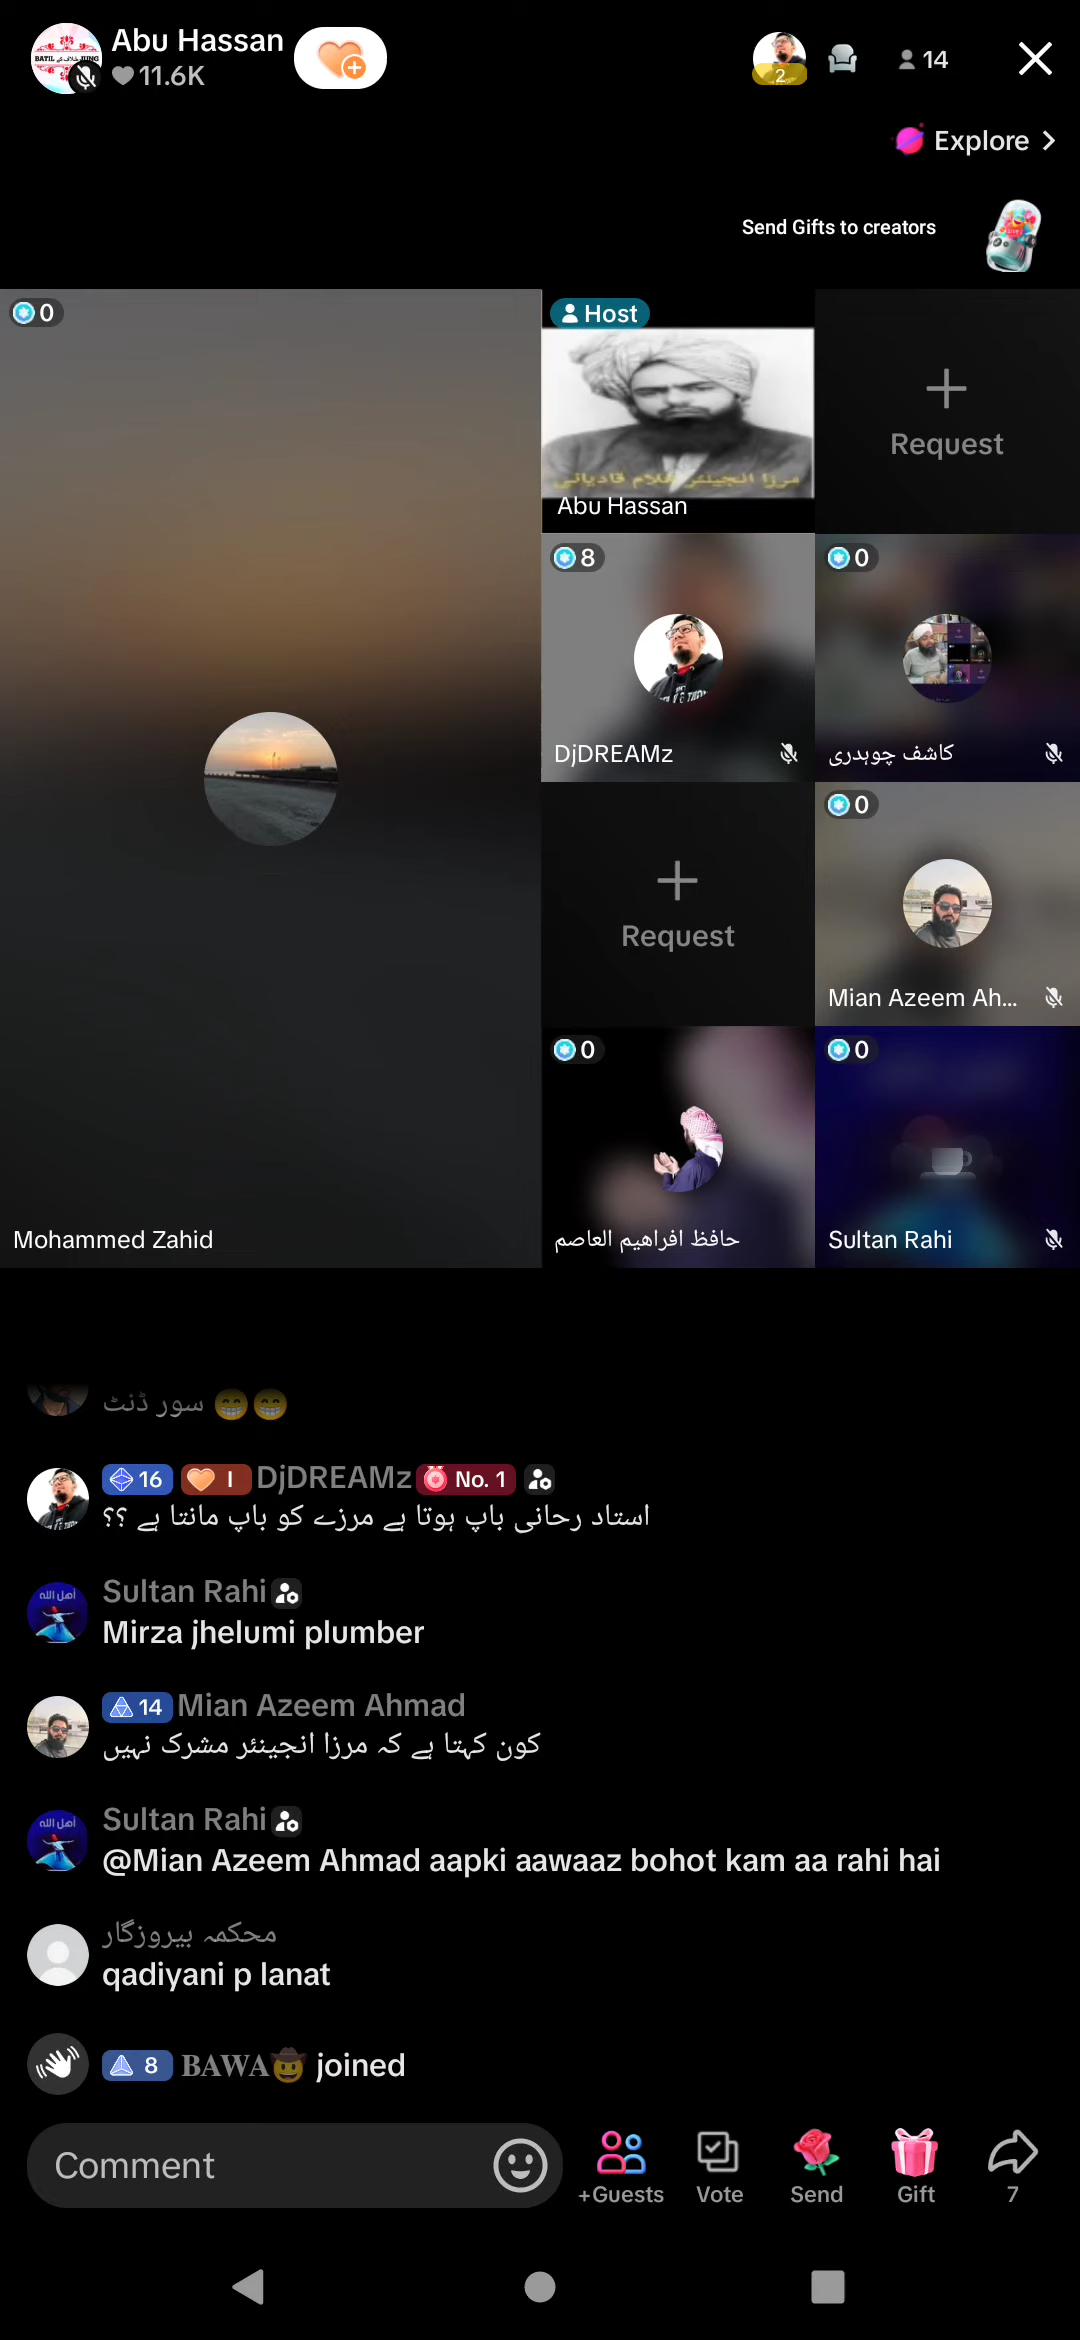 Abu Hassan
11.6K
2
14
Explore
Send Gifts to creators
0
Host
مرزا انجینئر غلام قادیانی
Abu Hassan
Request
8
DjDREAMz
0
کاشف چوہدری
Request
0
Mian Azeem Ah...
Mohammed Zahid
0
حافظ افراهيم العاصم
0
Sultan Rahi
سور ڈنٹ 😁😁
16 I DjDREAMz No. 1
استاد رحانی باپ ہوتا ہے مرزے کو باپ مانتا ہے ؟؟
Sultan Rahi
Mirza jhelumi plumber
14 Mian Azeem Ahmad
کون کہتا ہے کہ مرزا انجینئر مشرک نہیں
Sultan Rahi
@Mian Azeem Ahmad aapki aawaaz bohot kam aa rahi hai
محکمہ بیروزگار
qadiyani p lanat
8 BAWA🤠 joined
Comment
+Guests
Vote
Send
Gift
7